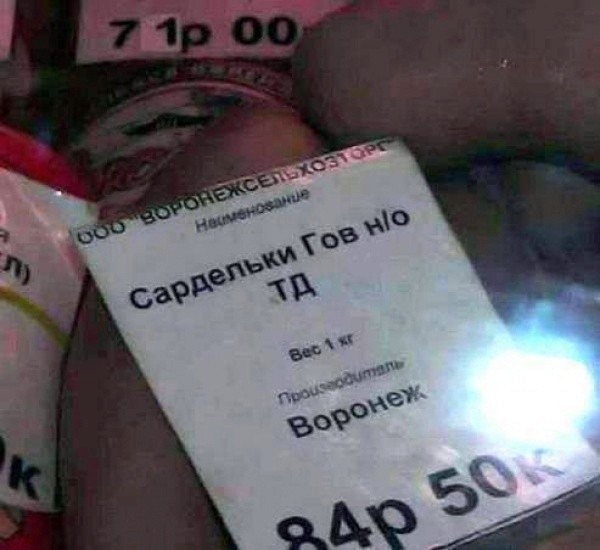 7 1р 00
ООО "ВОРОНЕЖСЕЛЬХОЗТОРГ"
Наименование
Сардельки Гов н/о
ТД
Вес 1 кг
Производитель
Воронеж
84р 50к
л)
к